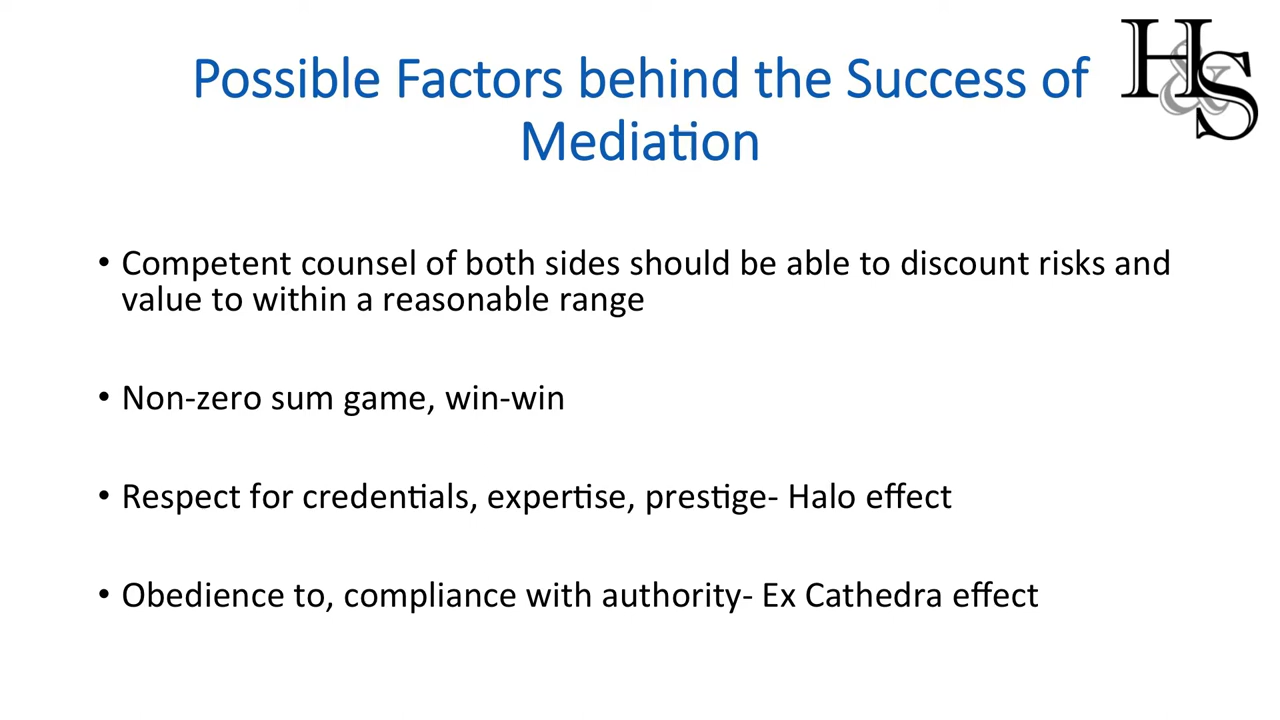 Possible Factors behind the Success of
Mediation
H&S
• Competent counsel of both sides should be able to discount risks and
value to within a reasonable range
• Non-zero sum game, win-win
• Respect for credentials, expertise, prestige- Halo effect
• Obedience to, compliance with authority- Ex Cathedra effect